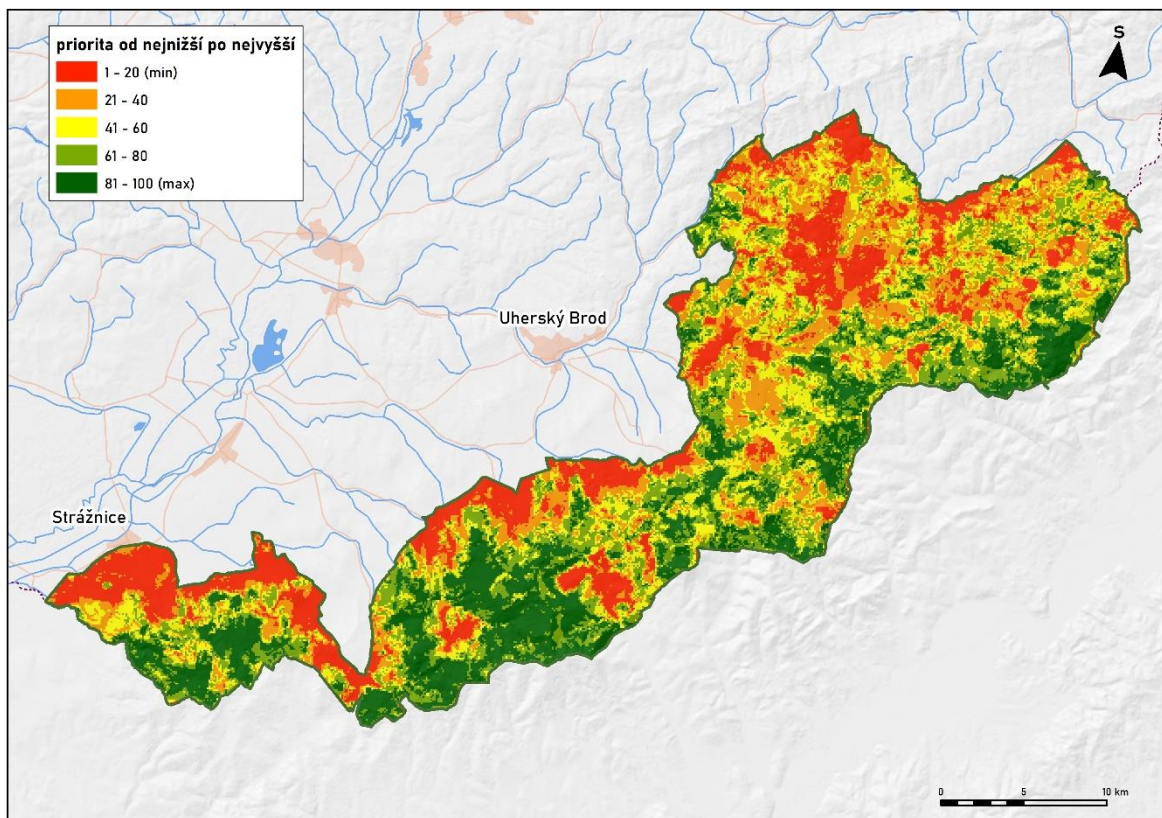 priorita od nejnižší po nejvyšší
1 - 20 (min)
21 - 40
41 - 60
61 - 80
81 - 100 (max)
S
Uherský Brod
Strážnice
0 5 10 km